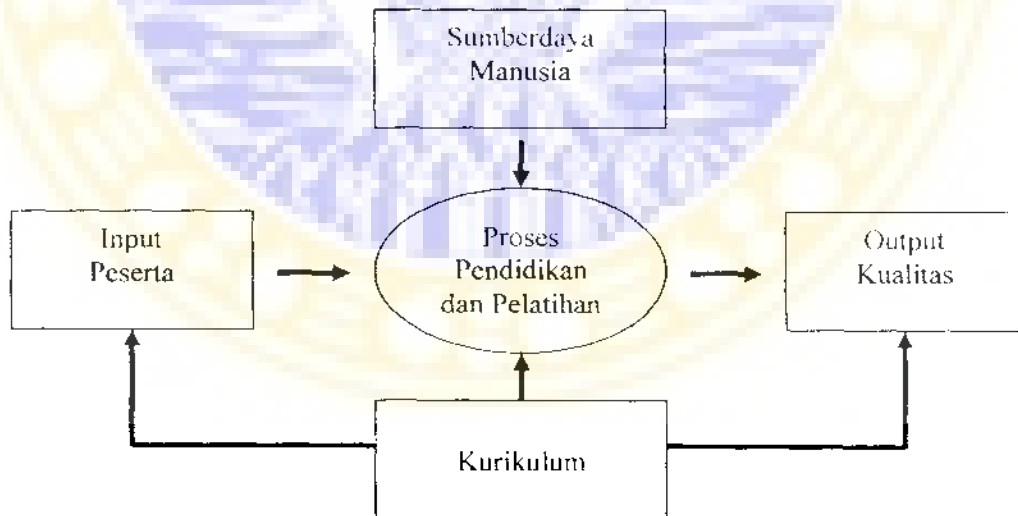 Sumberdaya
Manusia
Input
Peserta
Proses
Pendidikan
dan Pelatihan
Output
Kualitas
Kurikulum